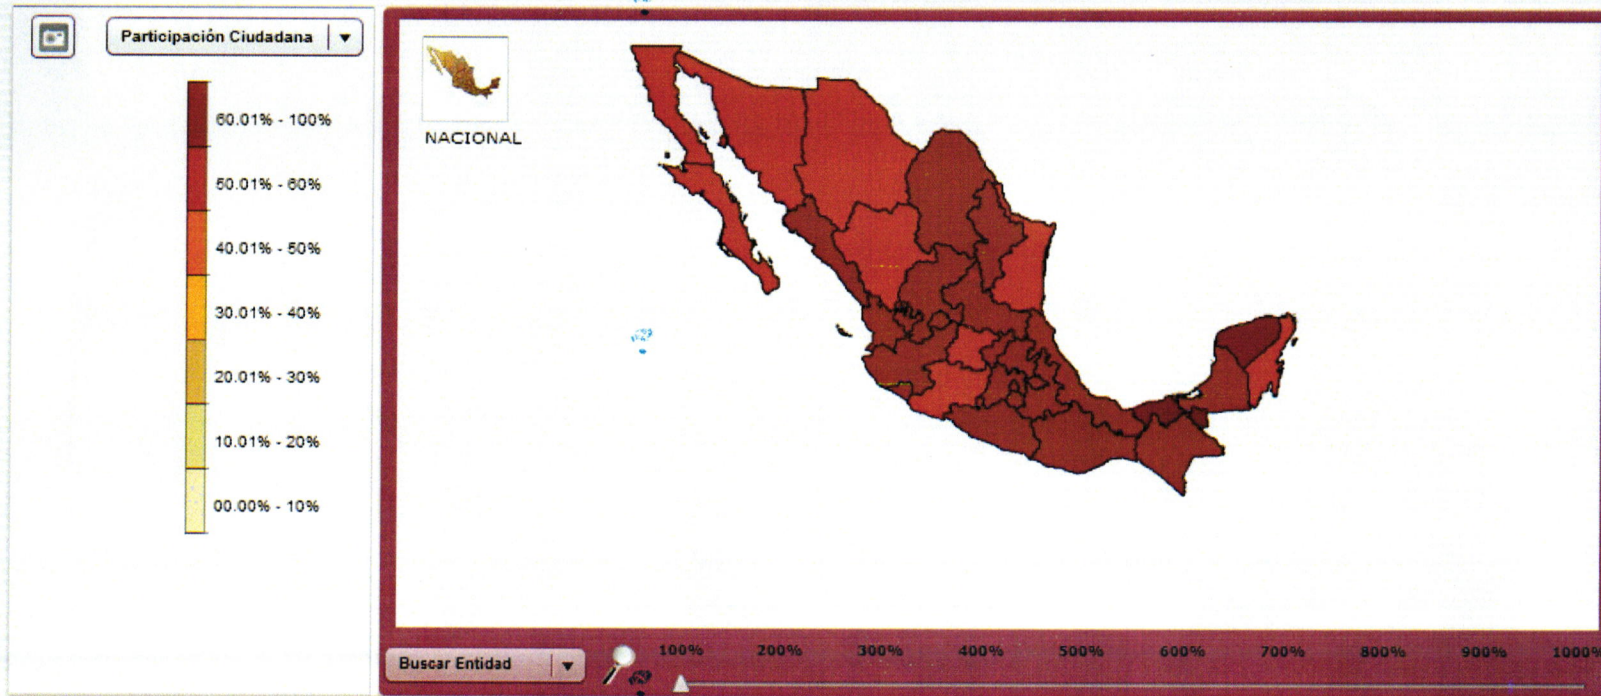 Participación Ciudadana
60.01% - 100%
50.01% - 60%
40.01% - 50%
30.01% - 40%
20.01% - 30%
10.01% - 20%
00.00% - 10%
NACIONAL
Buscar Entidad
100% 200% 300% 400% 500% 600% 700% 800% 900% 1000%